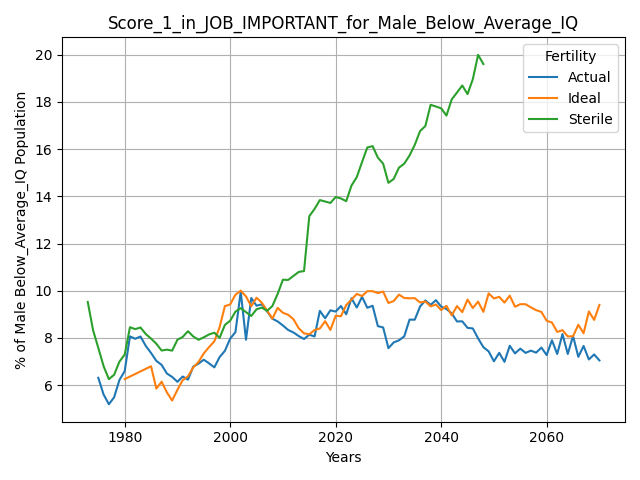 Score_1_in_JOB_IMPORTANT_for_Male_Below_Average_IQ
% of Male Below_Average_IQ Population
20
18
16
14
12
10
8
6
Fertility
Actual
Ideal
Sterile
1980 2000 2020 2040 2060
Years